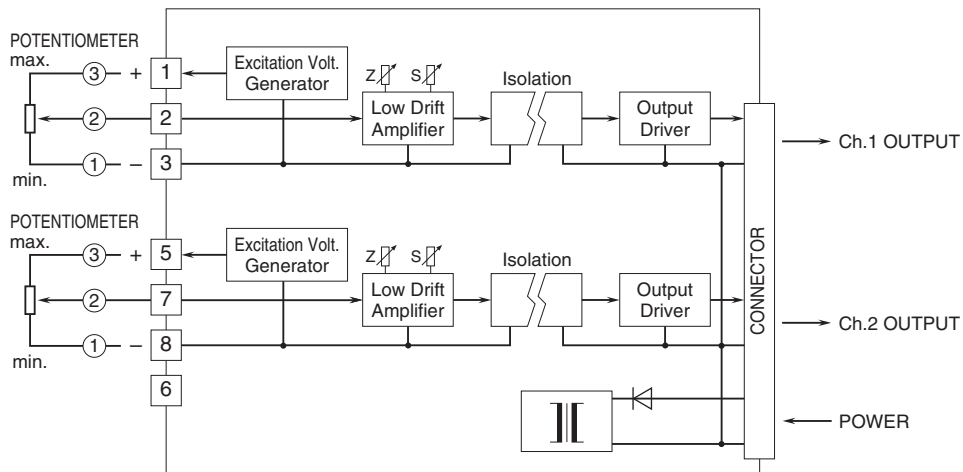 POTENTIOMETER
max.
3 + 1
2 2
1 − 3
min.
Excitation Volt.
Generator
Z S
Low Drift
Amplifier
Isolation
Output
Driver
Ch.1 OUTPUT
POTENTIOMETER
max.
3 + 5
2 7
1 − 8
min.
6
Excitation Volt.
Generator
Z S
Low Drift
Amplifier
Isolation
Output
Driver
CONNECTOR
Ch.2 OUTPUT
POWER